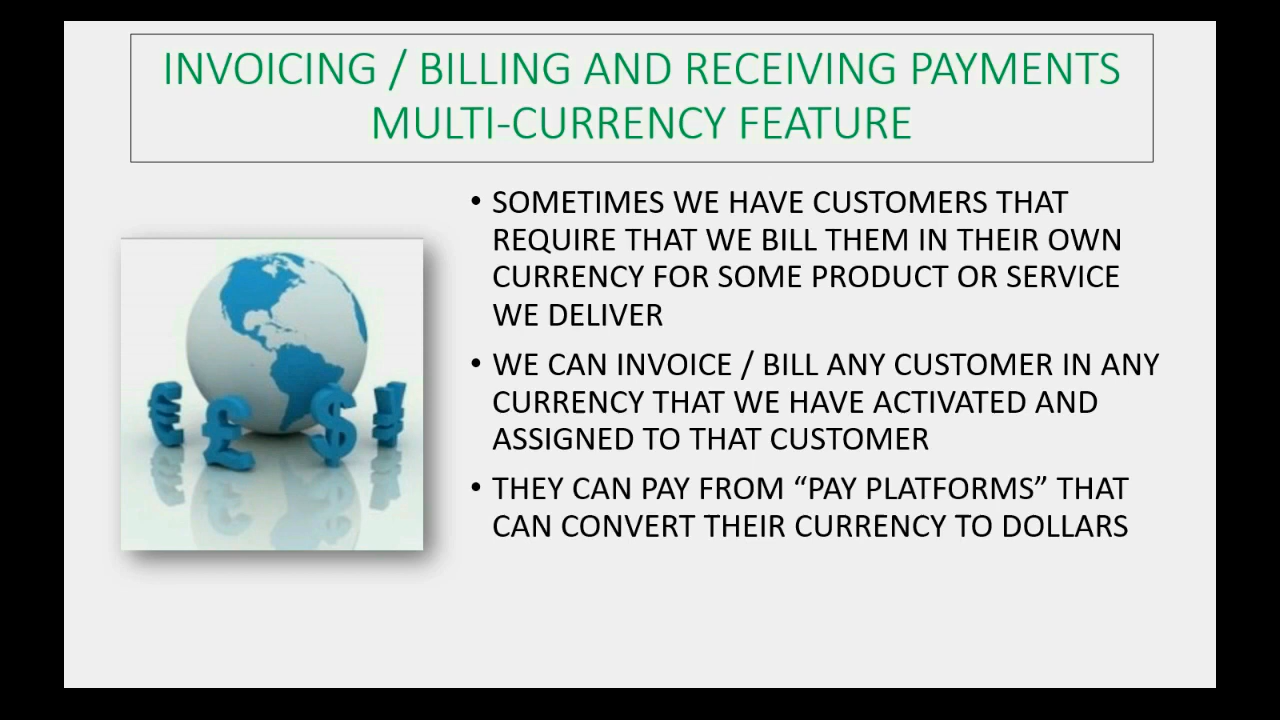 INVOICING / BILLING AND RECEIVING PAYMENTS
MULTI-CURRENCY FEATURE
• SOMETIMES WE HAVE CUSTOMERS THAT
REQUIRE THAT WE BILL THEM IN THEIR OWN
CURRENCY FOR SOME PRODUCT OR SERVICE
WE DELIVER
• WE CAN INVOICE / BILL ANY CUSTOMER IN ANY
CURRENCY THAT WE HAVE ACTIVATED AND
ASSIGNED TO THAT CUSTOMER
• THEY CAN PAY FROM “PAY PLATFORMS” THAT
CAN CONVERT THEIR CURRENCY TO DOLLARS
€ £ $ ¥